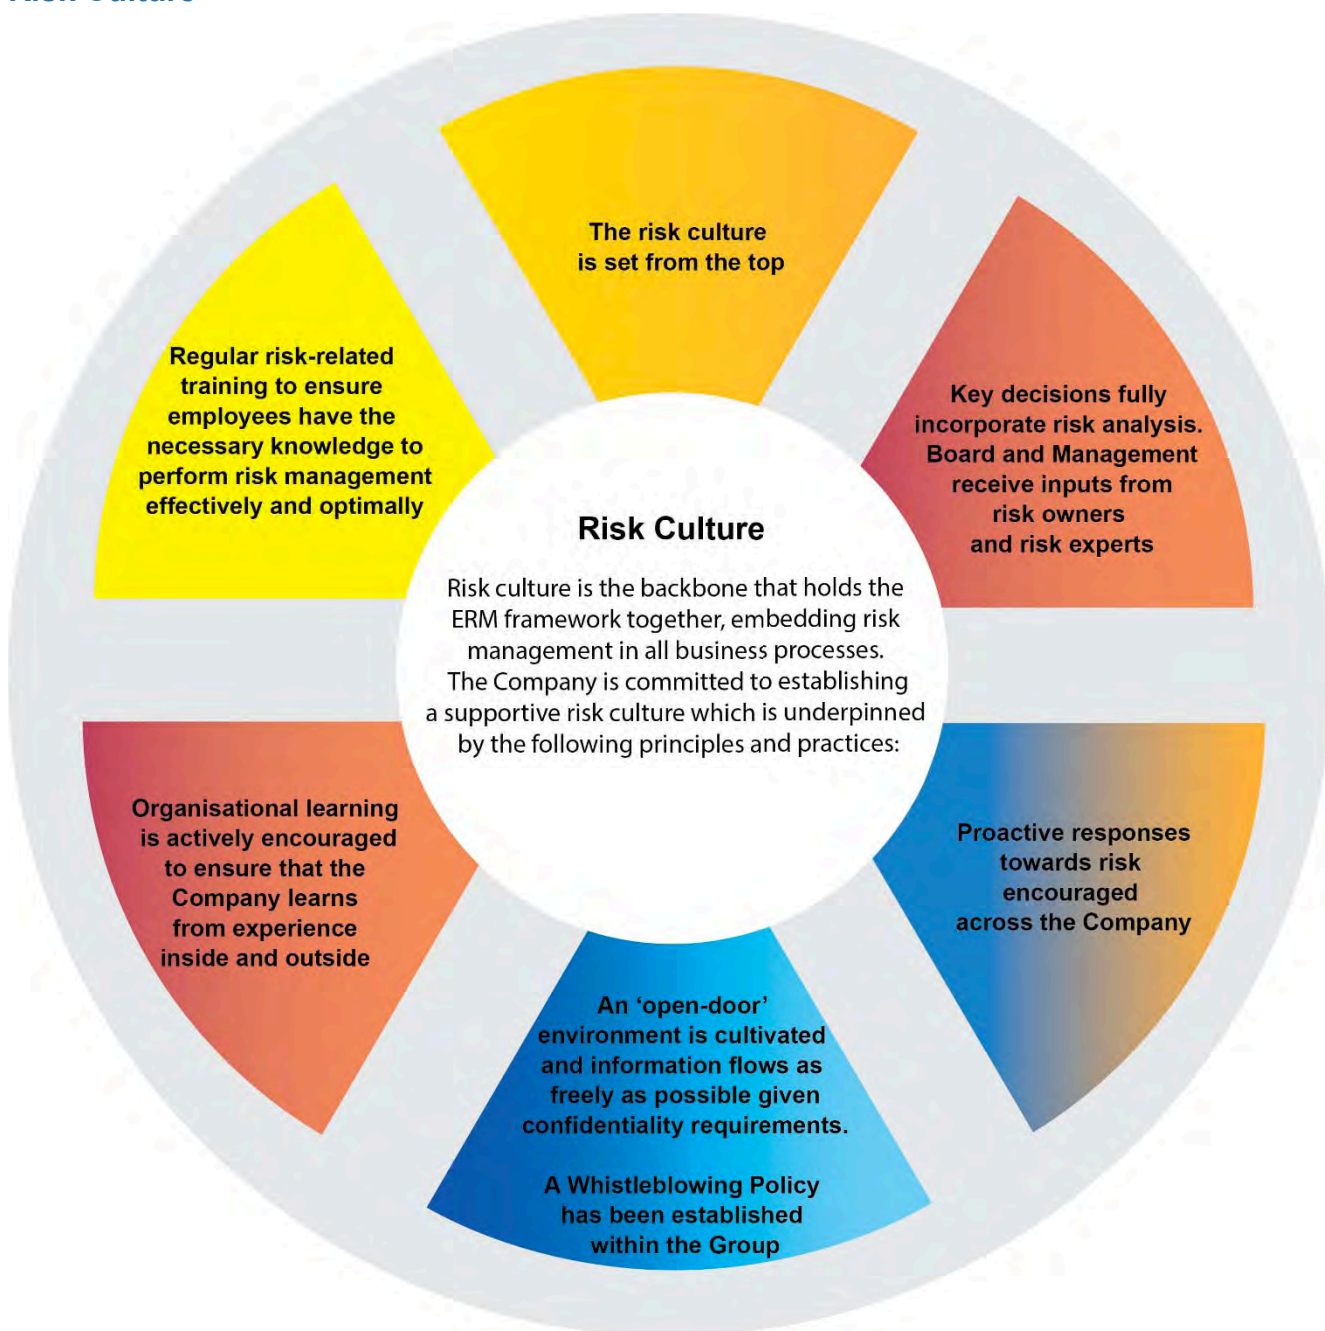 Risk Culture
The risk culture
is set from the top
Key decisions fully
incorporate risk analysis.
Board and Management
receive inputs from
risk owners
and risk experts
Proactive responses
towards risk
encouraged
across the Company
An ‘open-door’
environment is cultivated
and information flows as
freely as possible given
confidentiality requirements.
A Whistleblowing Policy
has been established
within the Group
Organisational learning
is actively encouraged
to ensure that the
Company learns
from experience
inside and outside
Regular risk-related
training to ensure
employees have the
necessary knowledge to
perform risk management
effectively and optimally
Risk Culture
Risk culture is the backbone that holds the
ERM framework together, embedding risk
management in all business processes.
The Company is committed to establishing
a supportive risk culture which is underpinned
by the following principles and practices: